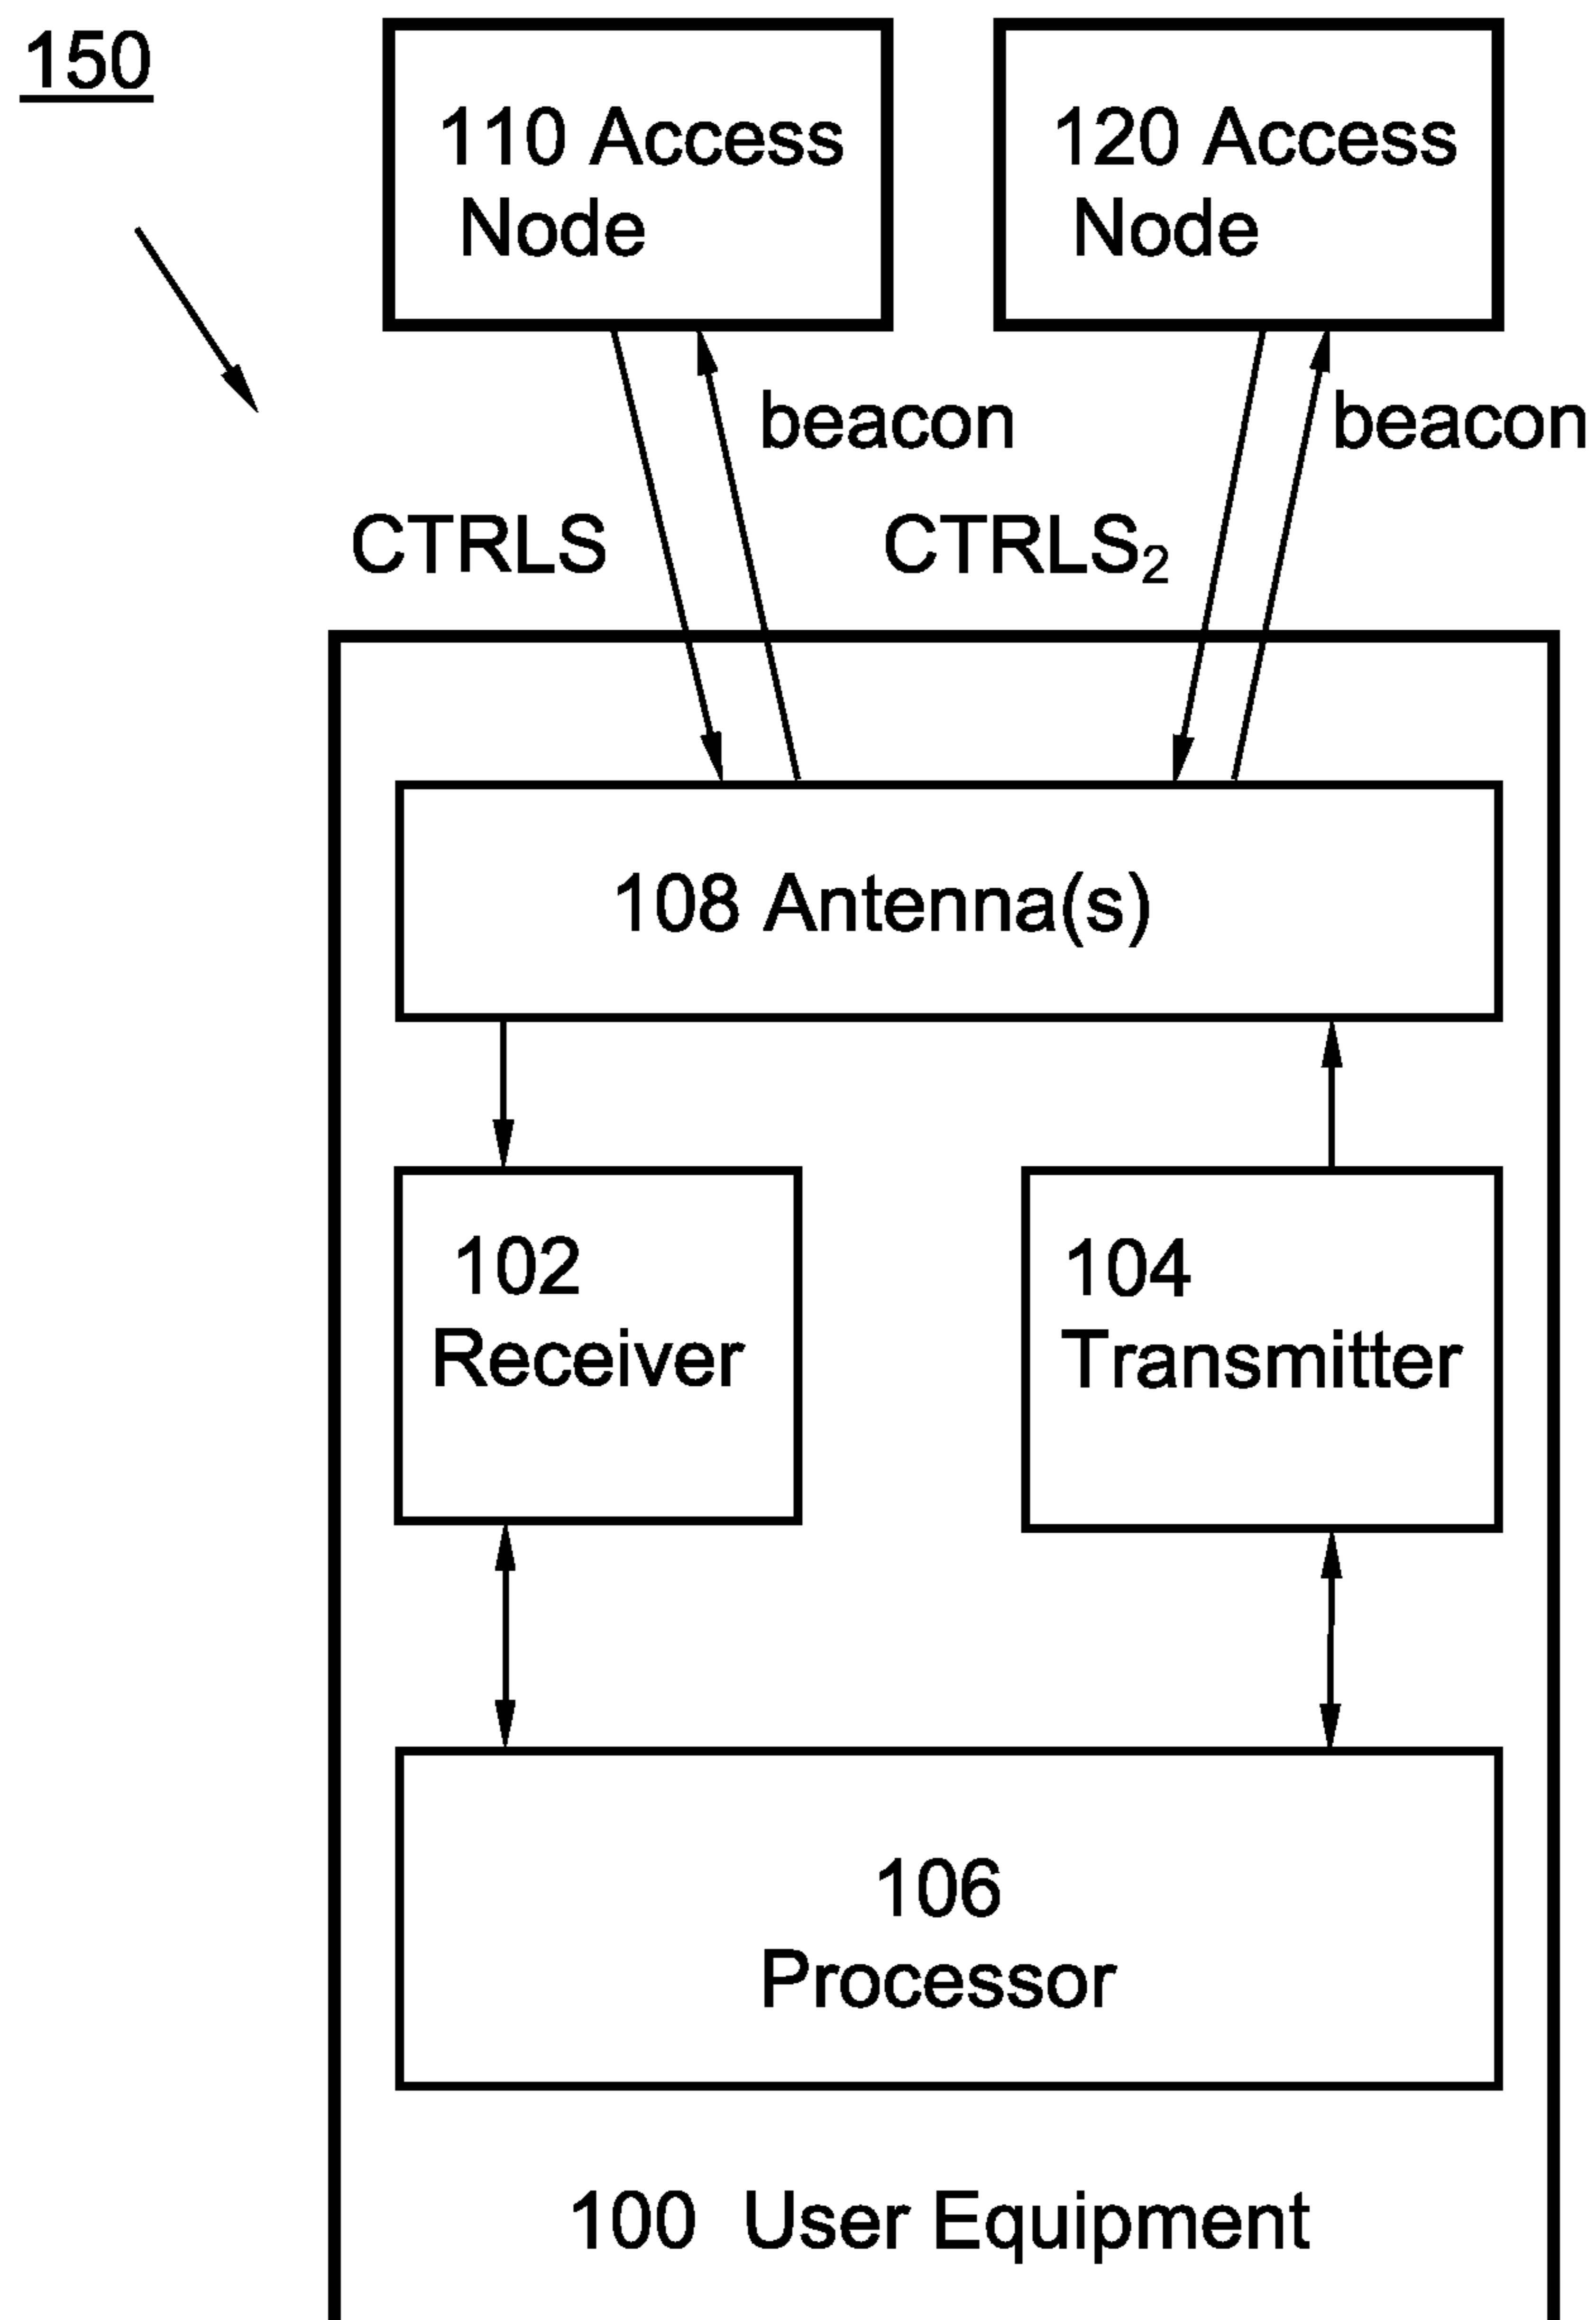 150
110 Access
Node
120 Access
Node
beacon
beacon
CTRLS
CTRLS₂
108 Antenna(s)
102
Receiver
104
Transmitter
106
Processor
100 User Equipment